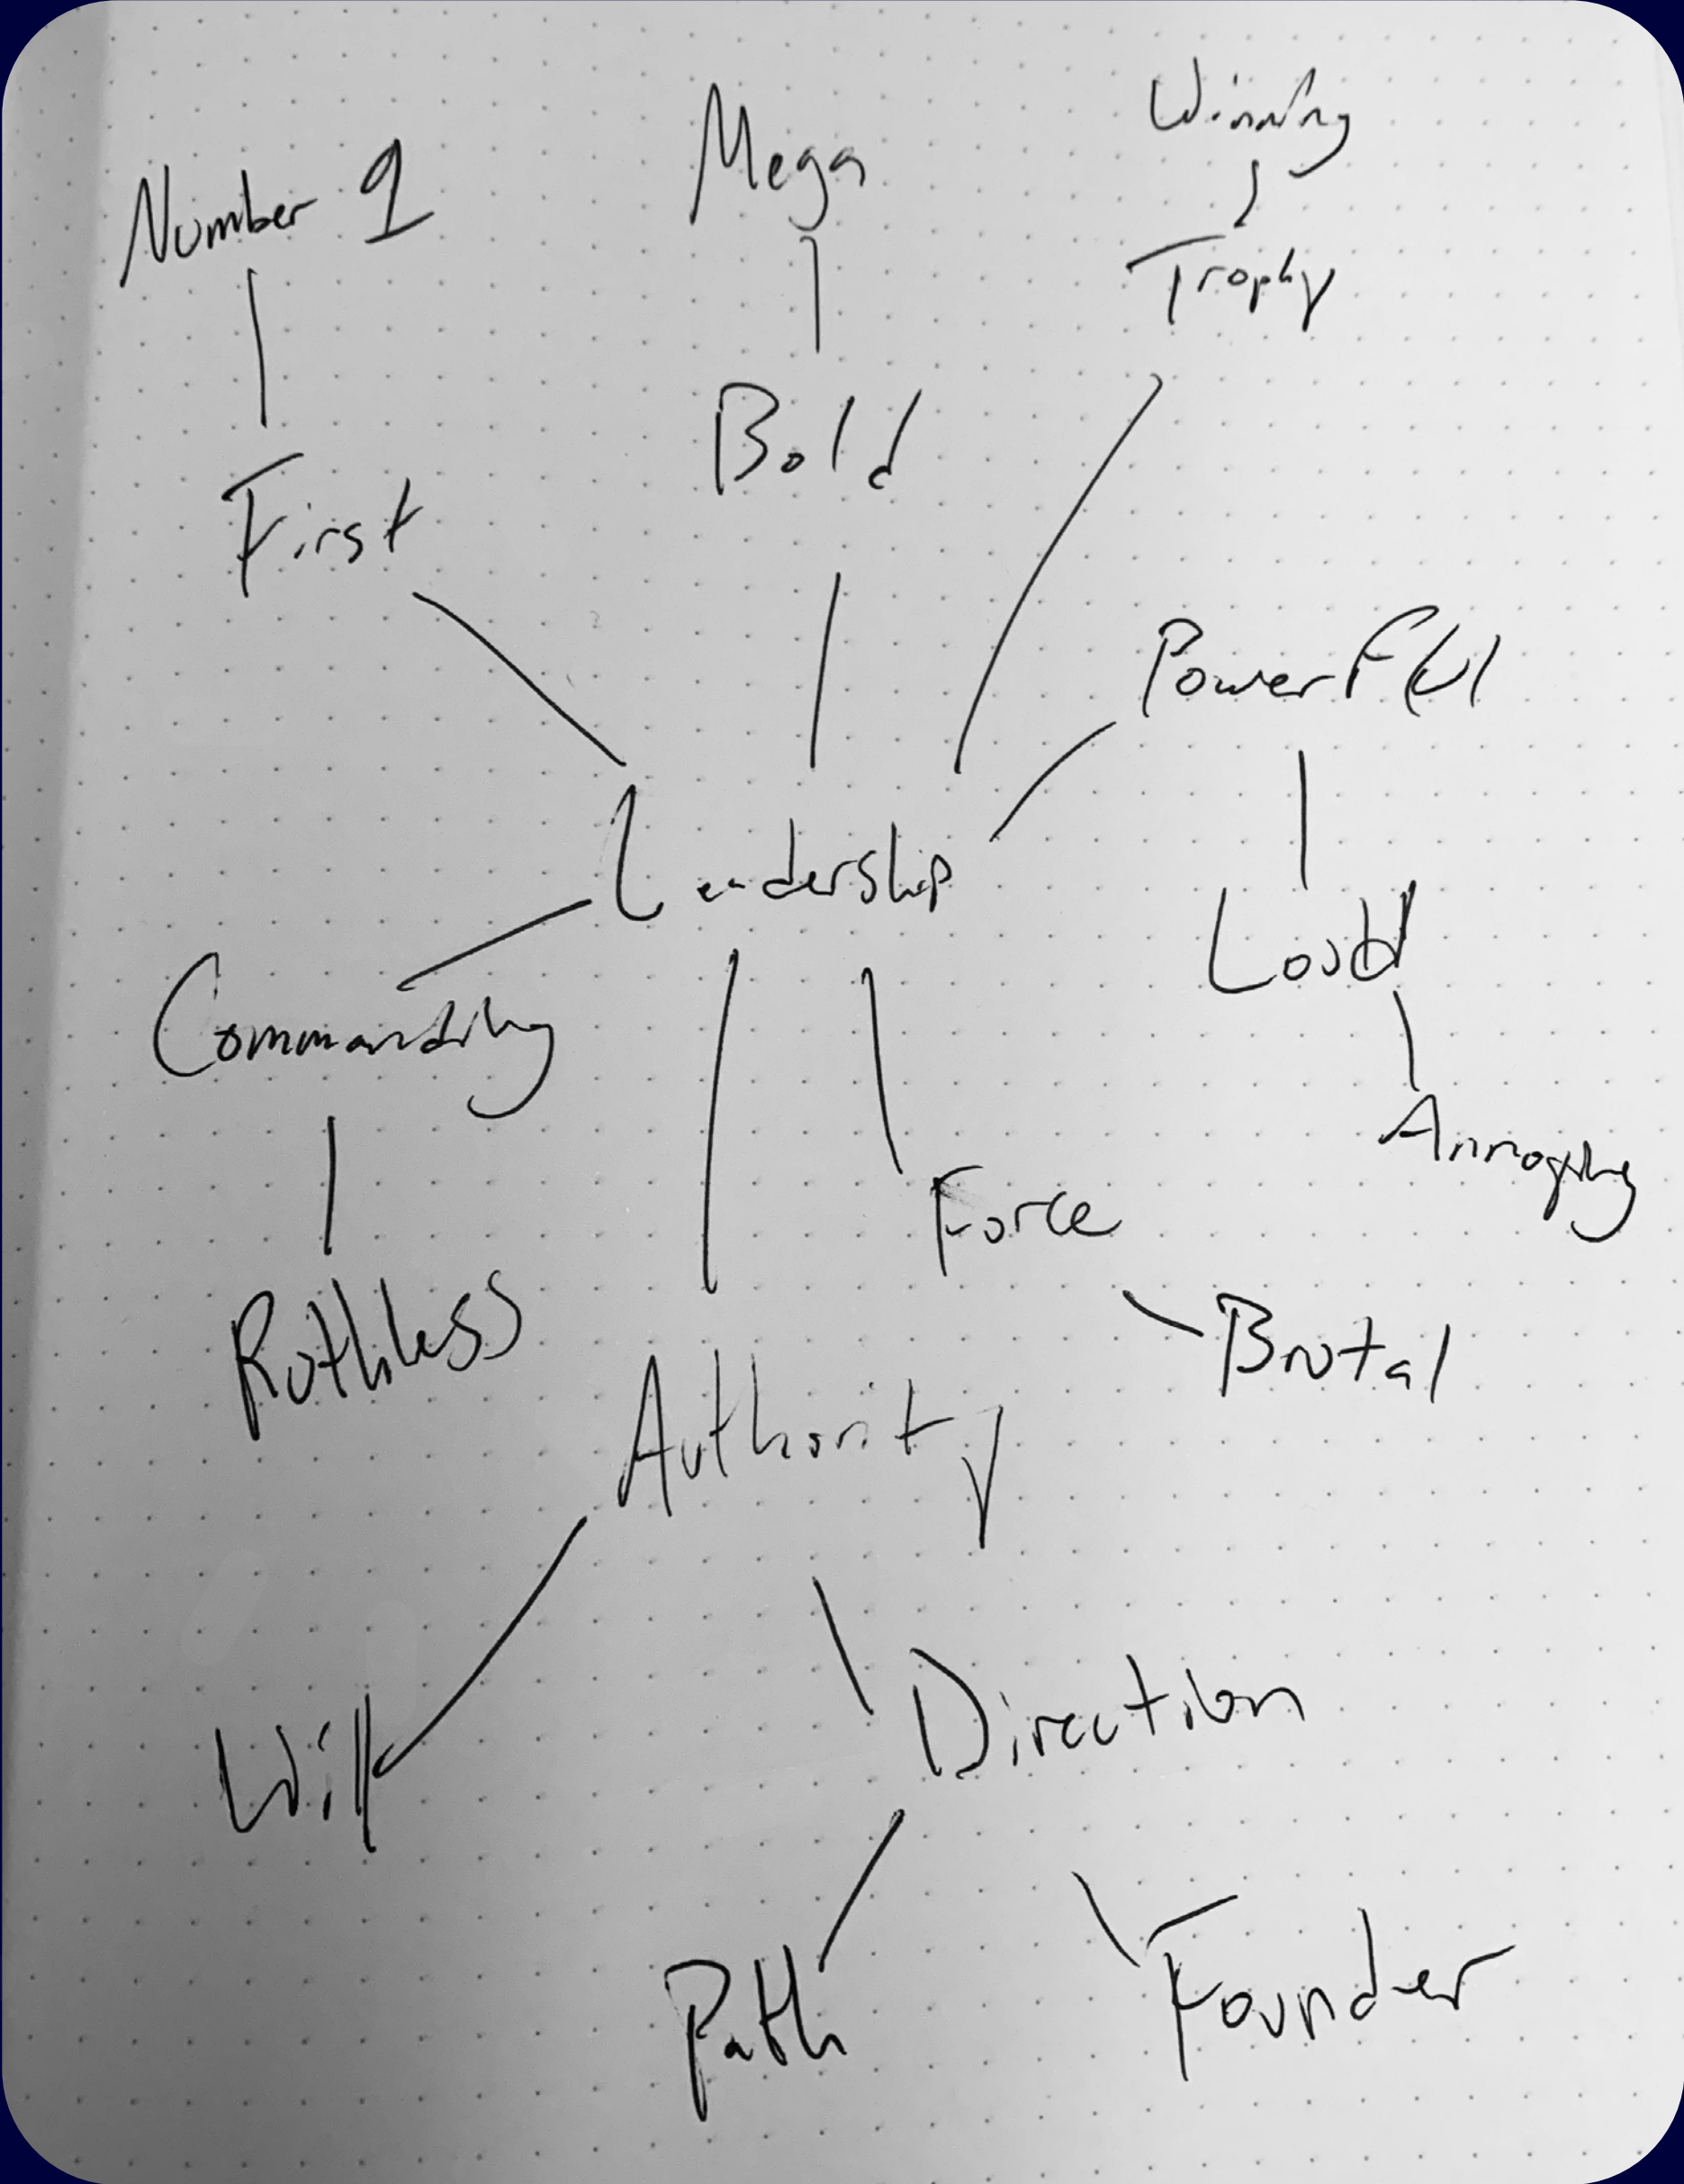 Winning
Mega
Number 1
Trophy
Bold
First
Powerful
Leadership
Loud
Commanding
Annoying
Force
Ruthless
Brutal
Authority
Direction
Will
Founder
Path